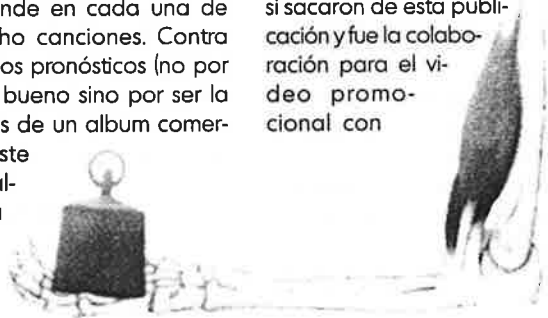 nde en cada una de
ho canciones. Contra
os pronósticos (no por
bueno sino por ser la
s de un album comer-
ste
al-
si sacaron de esta publi-
cación y fue la colabo-
ración para el vi-
deo promo-
cional con